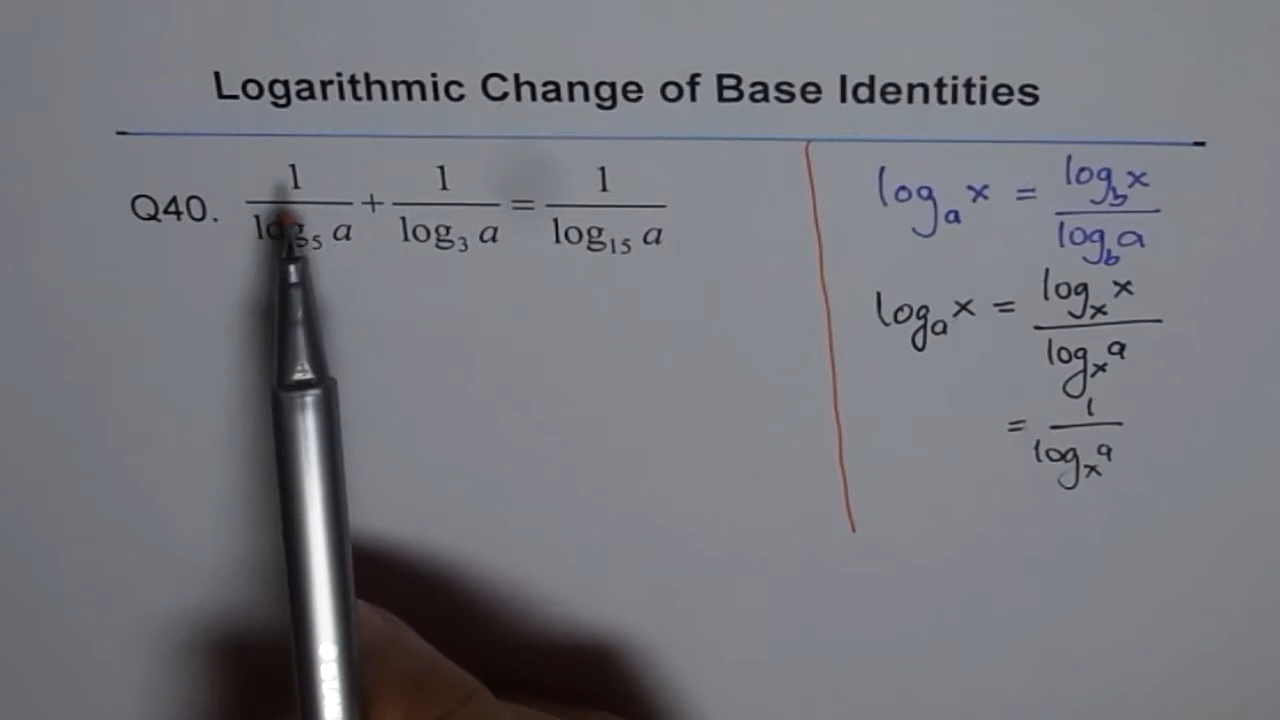 Logarithmic Change of Base Identities
Q40. 1/log₅ a + 1/log₃ a = 1/log₁₅ a
logₐ x = log_b x / log_b a
logₐ x = logₓ x / logₓ a
= 1 / logₓ a